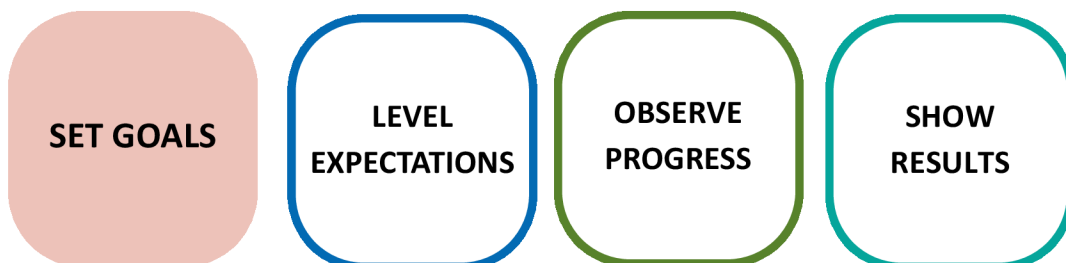 SET GOALS
LEVEL
EXPECTATIONS
OBSERVE
PROGRESS
SHOW
RESULTS